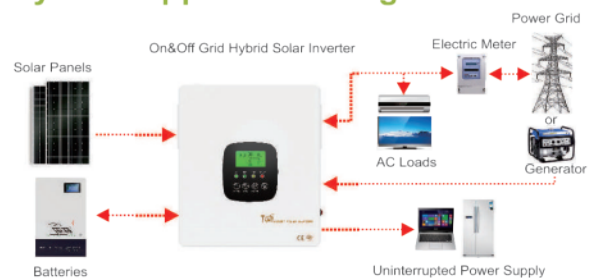 Power Grid
On&Off Grid Hybrid Solar Inverter
Electric Meter
Solar Panels
or
AC Loads
Generator
Batteries
Uninterrupted Power Supply